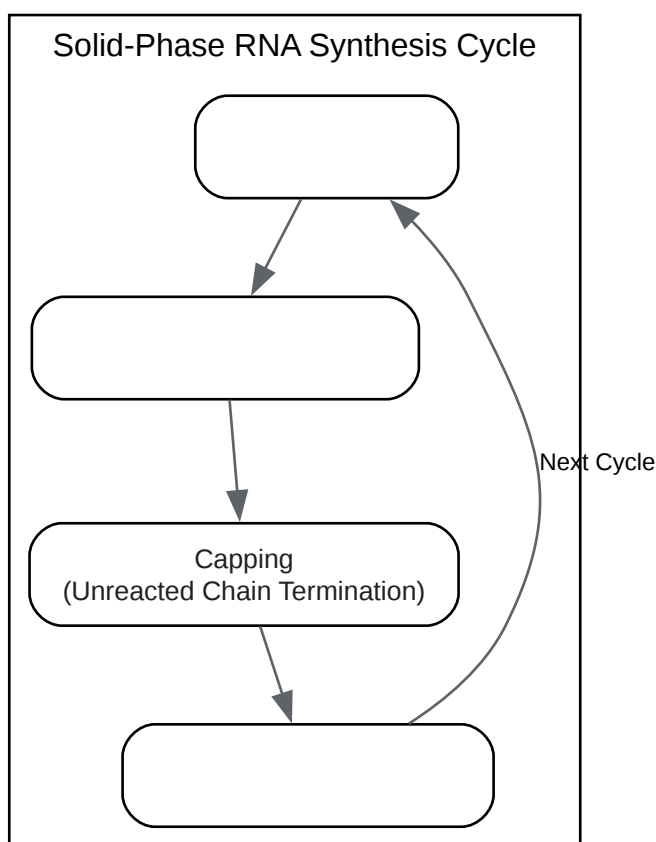 Solid-Phase RNA Synthesis Cycle
Next Cycle
Capping
(Unreacted Chain Termination)